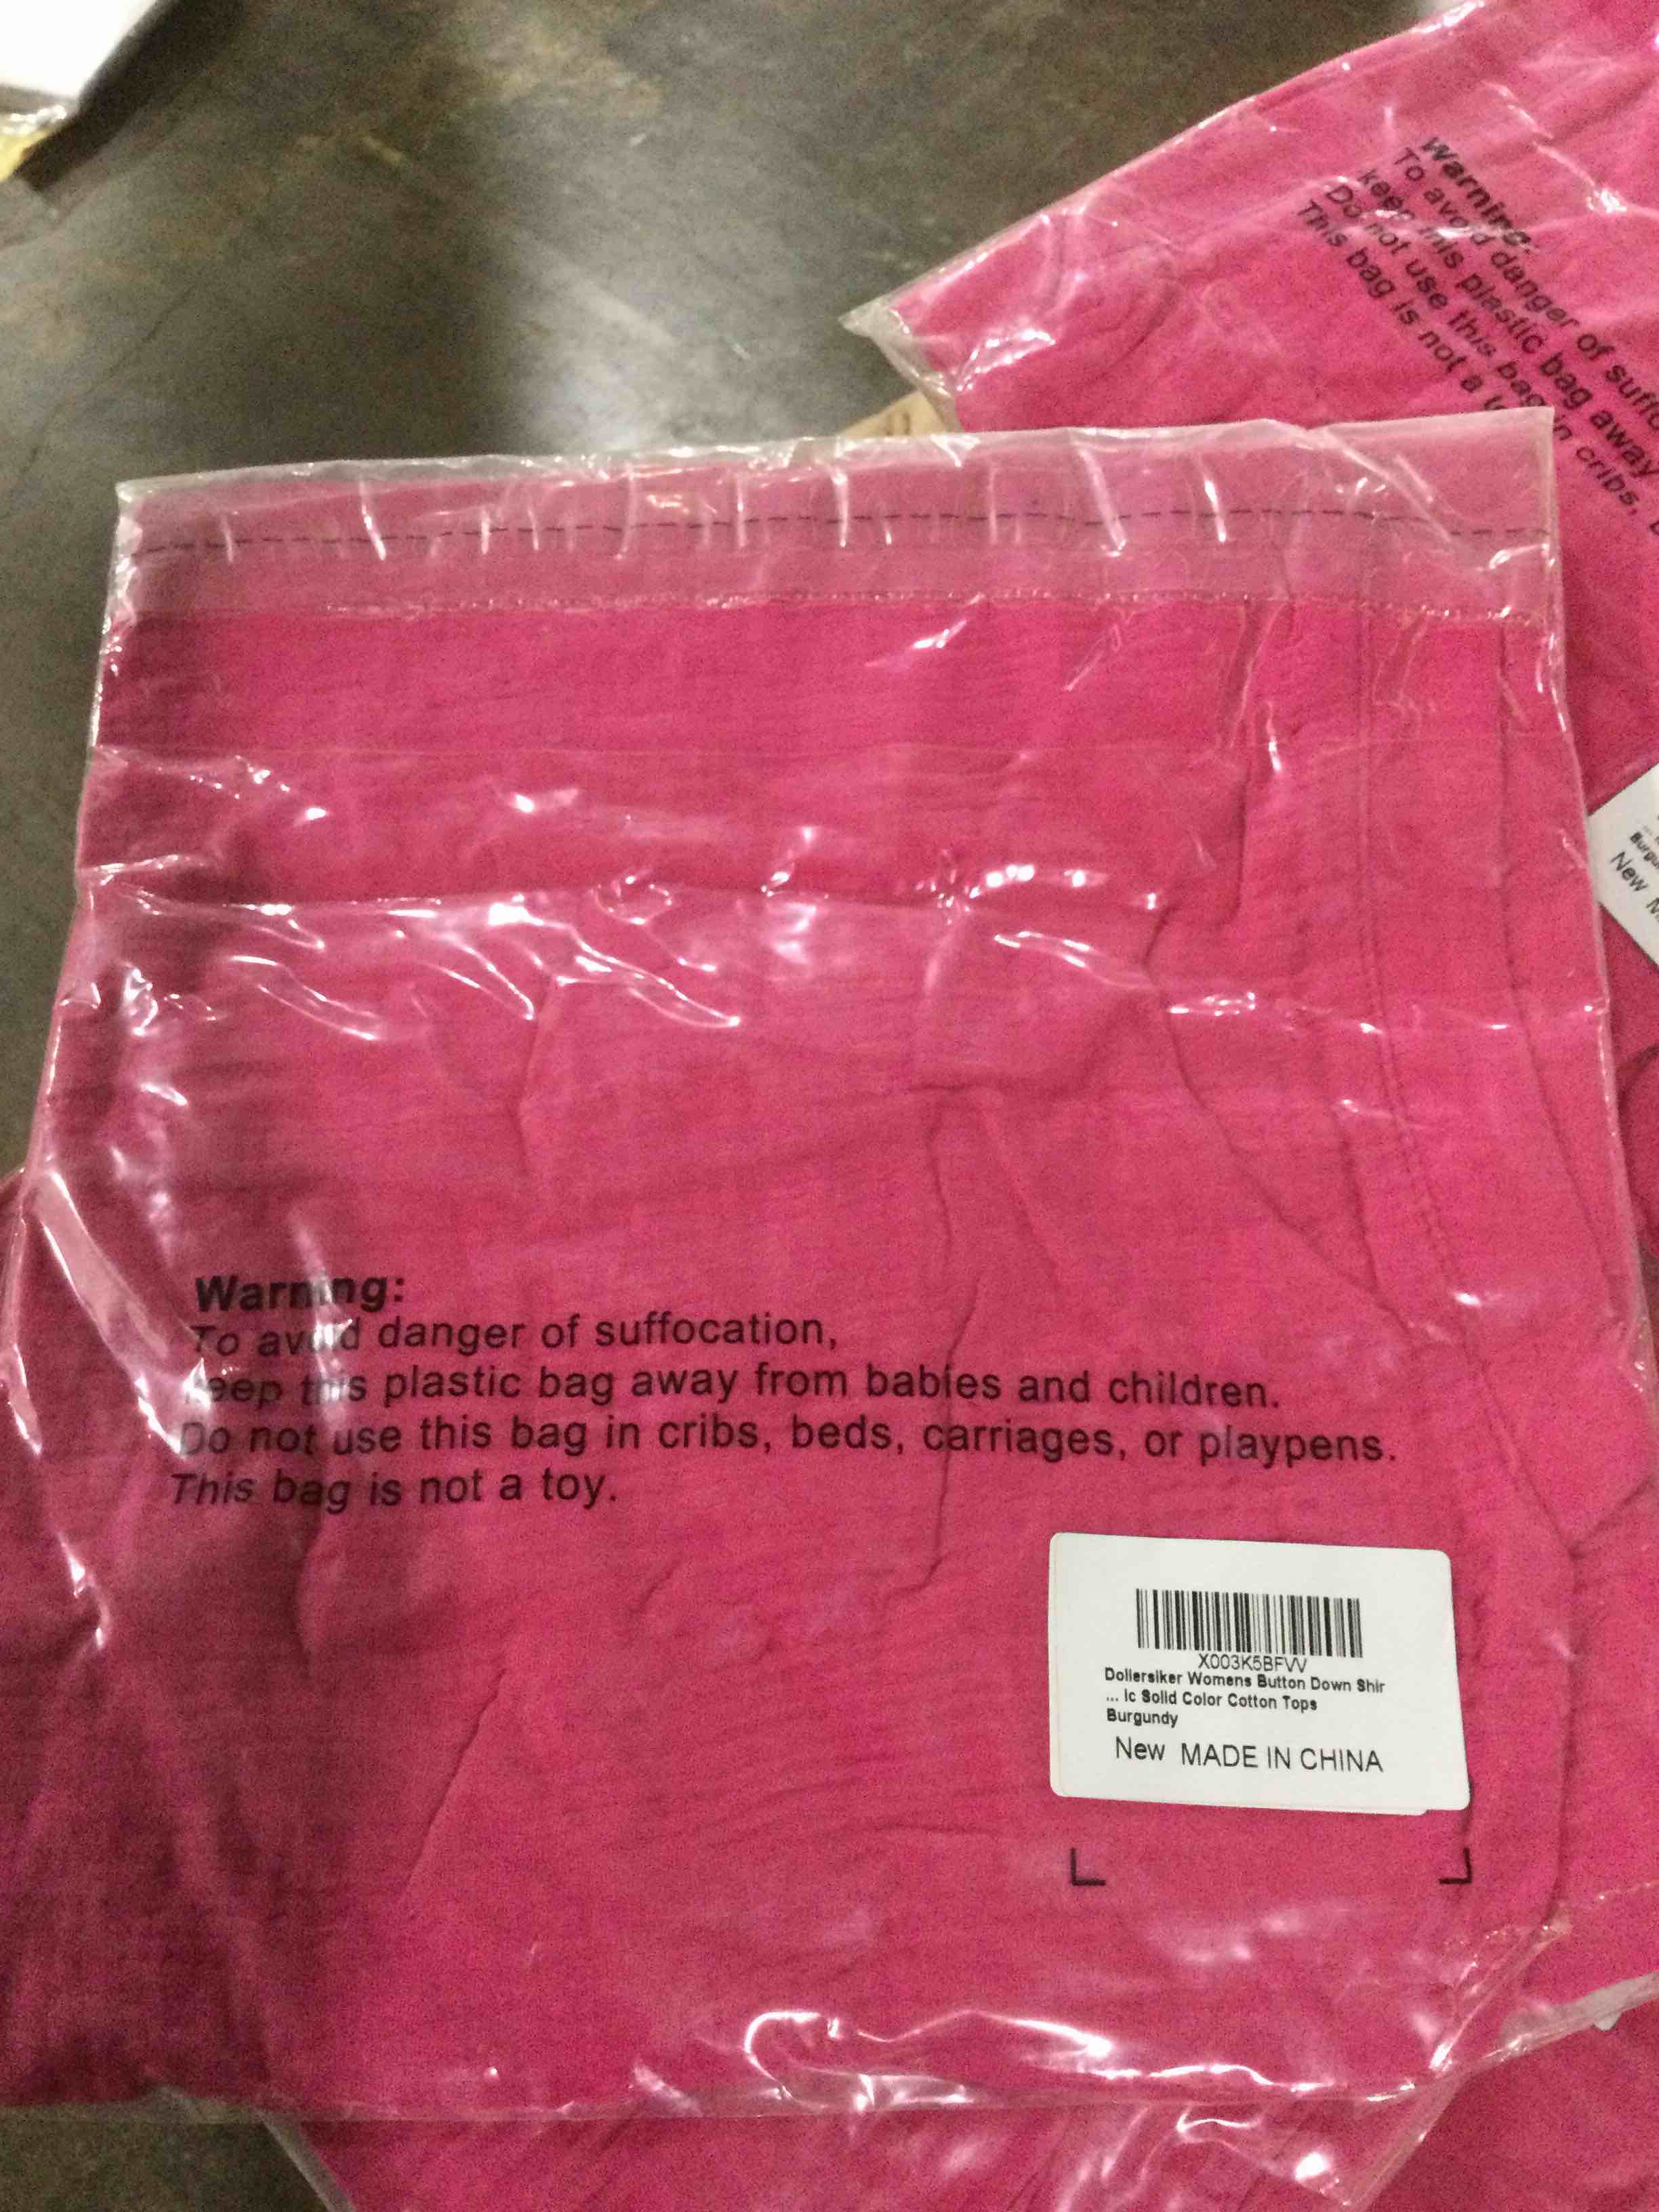 Warning:
To avoid danger of suff
keep this plastic bag away
Do not use this bag in cribs,
This bag is not a
New
Warning:
To avoid danger of suffocation,
keep this plastic bag away from babies and children.
Do not use this bag in cribs, beds, carriages, or playpens.
This bag is not a toy.
X003K5BFVV
Dollersiker Womens Button Down Shir
... ic Solid Color Cotton Tops
Burgundy
New MADE IN CHINA